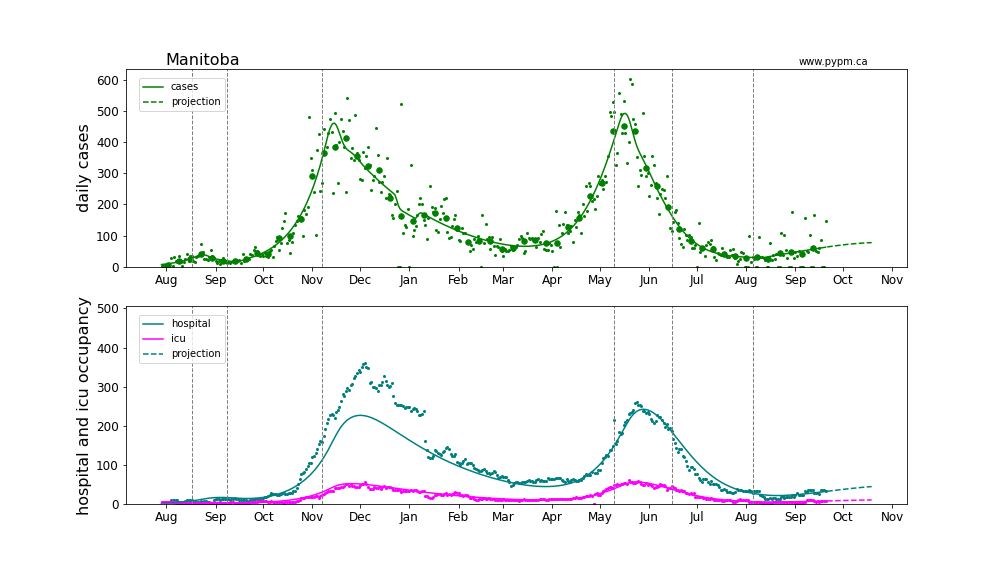 Manitoba
www.pypm.ca
daily cases
600
500
400
300
200
100
0
cases
projection
Aug Sep Oct Nov Dec Jan Feb Mar Apr May Jun Jul Aug Sep Oct Nov
hospital and icu occupancy
500
400
300
200
100
0
hospital
icu
projection
Aug Sep Oct Nov Dec Jan Feb Mar Apr May Jun Jul Aug Sep Oct Nov